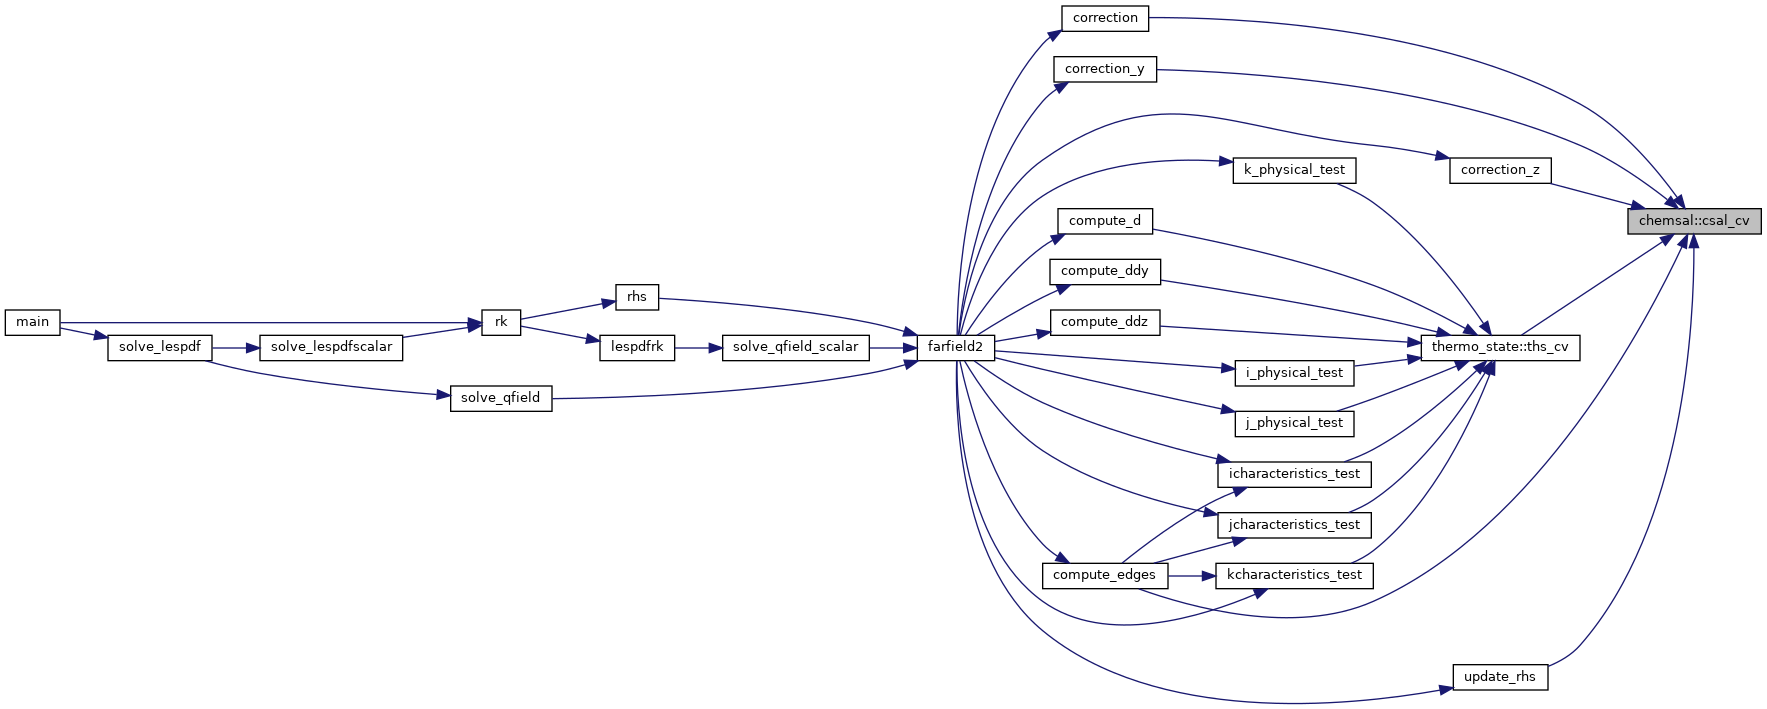 correction
correction_y
k_physical_test
correction_z
compute_d
chemsal::csal_cv
compute_ddy
rhs
main
rk
compute_ddz
solve_lespdf
solve_lespdfscalar
lespdfrk
solve_qfield_scalar
farfield2
thermo_state::ths_cv
i_physical_test
solve_qfield
j_physical_test
icharacteristics_test
jcharacteristics_test
compute_edges
kcharacteristics_test
update_rhs